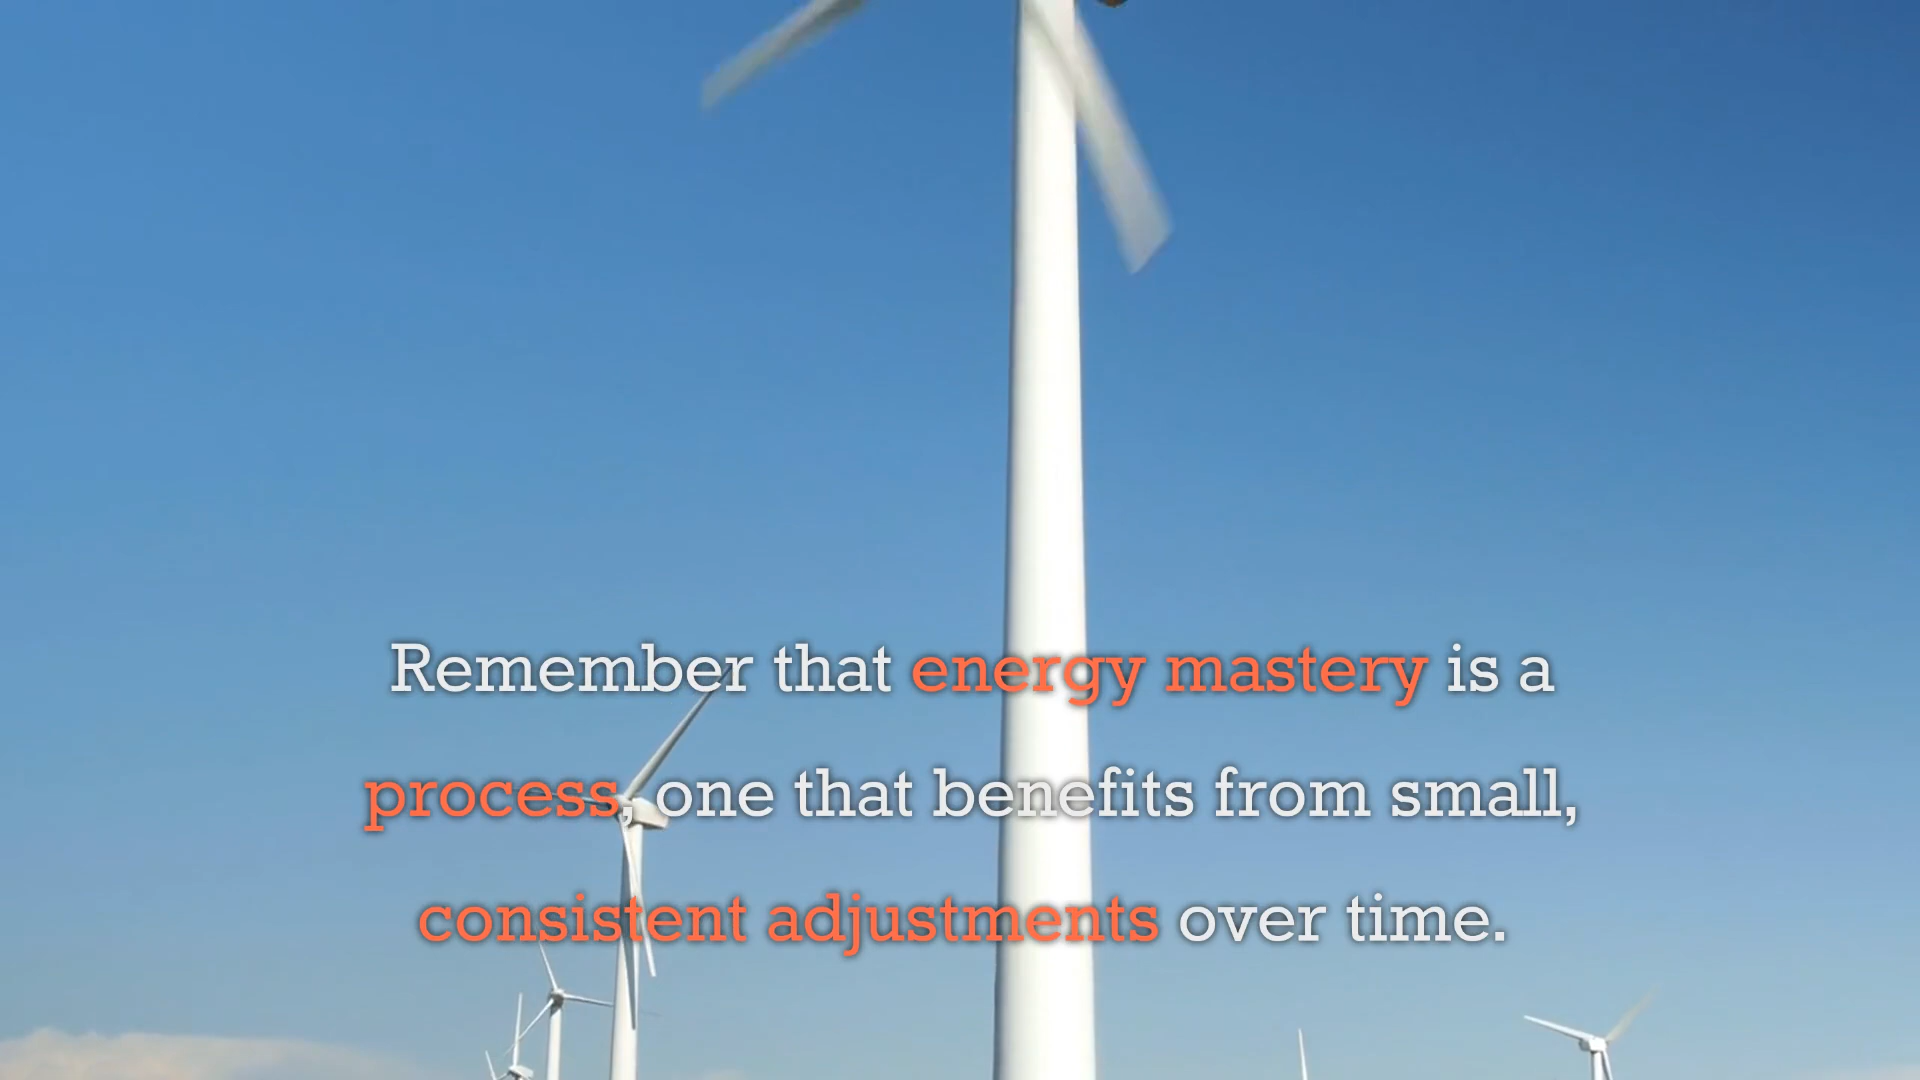 Remember that energy mastery is a
process, one that benefits from small,
consistent adjustments over time.